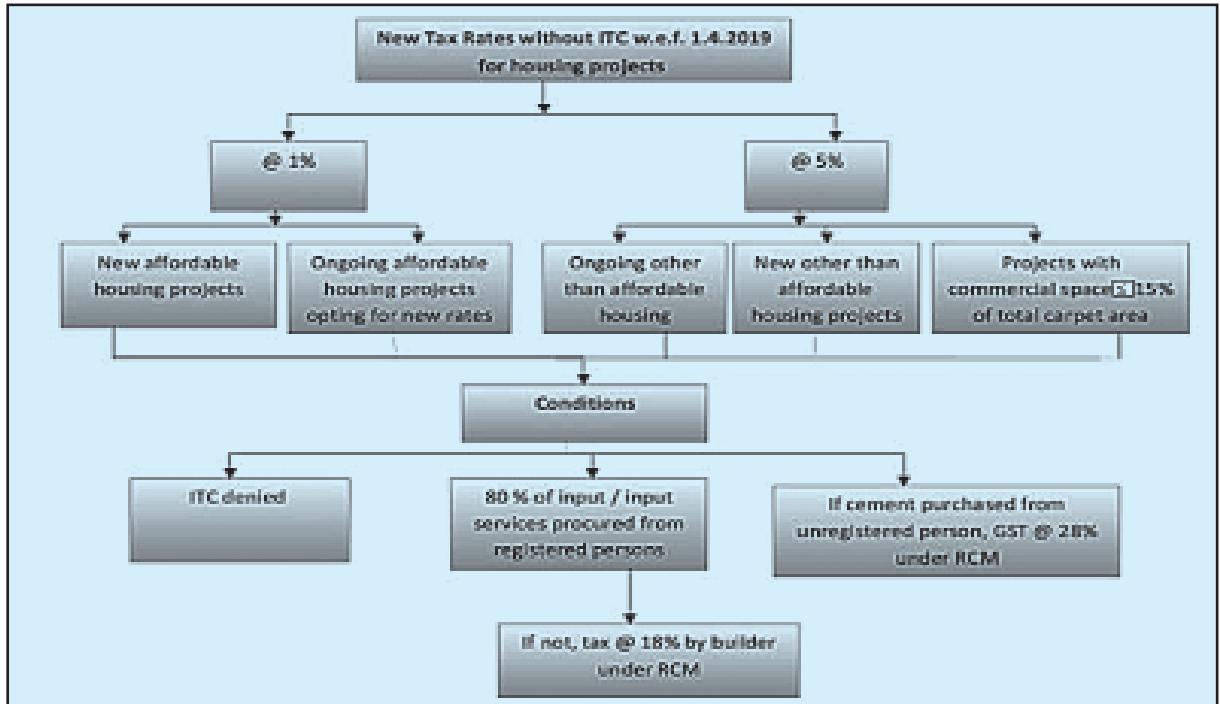 New Tax Rates without ITC w.e.f. 1.4.2019
for housing projects
@ 1%
@ 5%
New affordable
housing projects
Ongoing affordable
housing projects
opting for new rates
Ongoing other
than affordable
housing
New other than
affordable
housing projects
Projects with
commercial space ≤ 15%
of total carpet area
Conditions
ITC denied
80 % of input / input
services procured from
registered persons
If cement purchased from
unregistered person, GST @ 28%
under RCM
If not, tax @ 18% by builder
under RCM